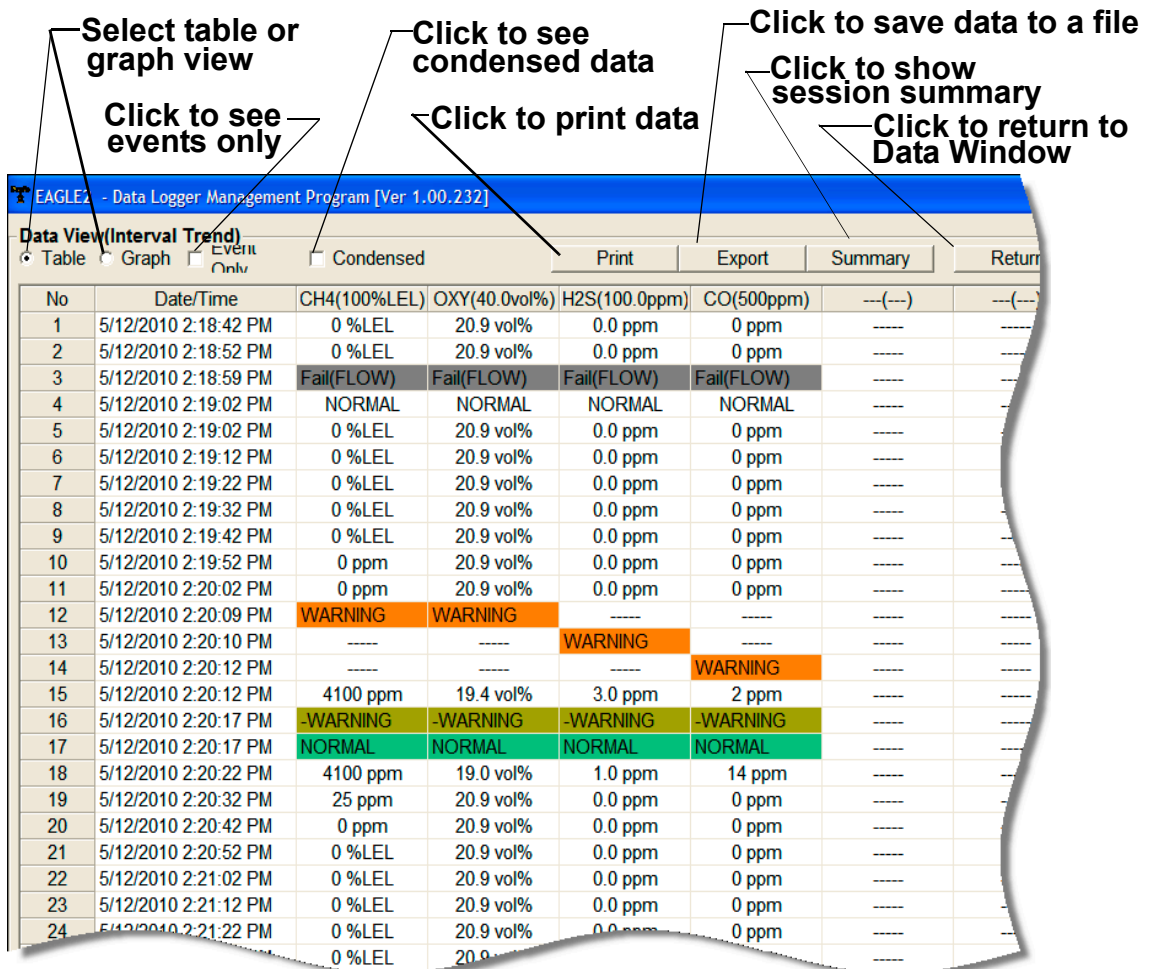 Select table or
graph view
Click to see
condensed data
Click to save data to a file
Click to show
session summary
Click to see
events only
Click to print data
Click to return to
Data Window
EAGLE2 - Data Logger Management Program [Ver 1.00.232]
Data View(Interval Trend)
Table Graph Event Only Condensed Print Export Summary Return
No Date/Time CH4(100%LEL) OXY(40.0vol%) H2S(100.0ppm) CO(500ppm) ---(---) ---(---)
1 5/12/2010 2:18:42 PM 0 %LEL 20.9 vol% 0.0 ppm 0 ppm ----- -----
2 5/12/2010 2:18:52 PM 0 %LEL 20.9 vol% 0.0 ppm 0 ppm ----- -----
3 5/12/2010 2:18:59 PM Fail(FLOW) Fail(FLOW) Fail(FLOW) Fail(FLOW) ----- -----
4 5/12/2010 2:19:02 PM NORMAL NORMAL NORMAL NORMAL ----- --
5 5/12/2010 2:19:02 PM 0 %LEL 20.9 vol% 0.0 ppm 0 ppm ----- -
6 5/12/2010 2:19:12 PM 0 %LEL 20.9 vol% 0.0 ppm 0 ppm ----- -
7 5/12/2010 2:19:22 PM 0 %LEL 20.9 vol% 0.0 ppm 0 ppm ----- -
8 5/12/2010 2:19:32 PM 0 %LEL 20.9 vol% 0.0 ppm 0 ppm ----- -
9 5/12/2010 2:19:42 PM 0 %LEL 20.9 vol% 0.0 ppm 0 ppm ----- --
10 5/12/2010 2:19:52 PM 0 ppm 20.9 vol% 0.0 ppm 0 ppm ----- ---
11 5/12/2010 2:20:02 PM 0 ppm 20.9 vol% 0.0 ppm 0 ppm ----- ----
12 5/12/2010 2:20:09 PM WARNING WARNING ----- ----- ----- -----
13 5/12/2010 2:20:10 PM ----- ----- WARNING ----- ----- -----
14 5/12/2010 2:20:12 PM ----- ----- ----- WARNING ----- -----
15 5/12/2010 2:20:12 PM 4100 ppm 19.4 vol% 3.0 ppm 2 ppm ----- -----
16 5/12/2010 2:20:17 PM -WARNING -WARNING -WARNING -WARNING ----- -----
17 5/12/2010 2:20:17 PM NORMAL NORMAL NORMAL NORMAL ----- ----
18 5/12/2010 2:20:22 PM 4100 ppm 19.0 vol% 1.0 ppm 14 ppm ----- ---
19 5/12/2010 2:20:32 PM 25 ppm 20.9 vol% 0.0 ppm 0 ppm ----- --
20 5/12/2010 2:20:42 PM 0 ppm 20.9 vol% 0.0 ppm 0 ppm ----- -
21 5/12/2010 2:20:52 PM 0 %LEL 20.9 vol% 0.0 ppm 0 ppm ----- -
22 5/12/2010 2:21:02 PM 0 %LEL 20.9 vol% 0.0 ppm 0 ppm ----- -
23 5/12/2010 2:21:12 PM 0 %LEL 20.9 vol% 0.0 ppm 0 ppm ----- -
24 5/12/2010 2:21:22 PM 0 %LEL 20.9 vol% 0.0 ppm 0 ppm ----- --
0 %LEL 20.9 -----